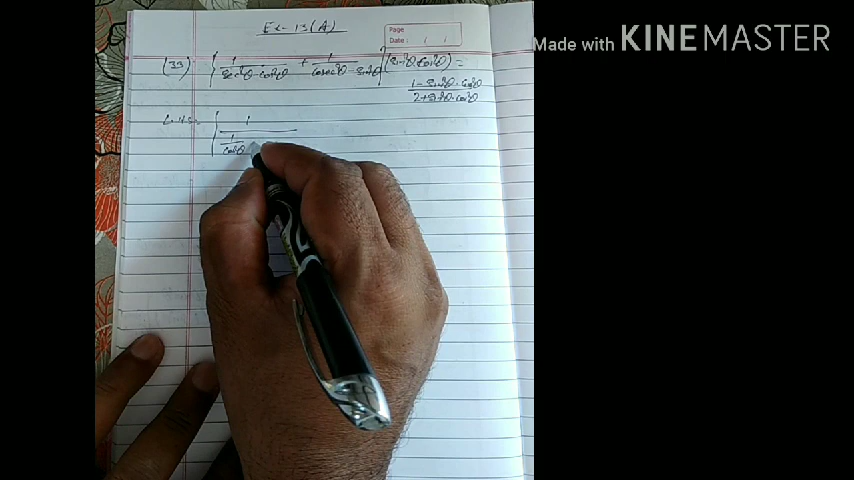 Ex-13(A)
Page
Date :
Made with KINEMASTER
(33) { 1/(sec²θ-cos²θ) + 1/(cosec²θ-sin²θ) } (sin²θ.cos²θ) =
(1-sin²θ.cos²θ)/(2+sin²θ.cos²θ)
L.H.S= { 1/(1/cos²θ